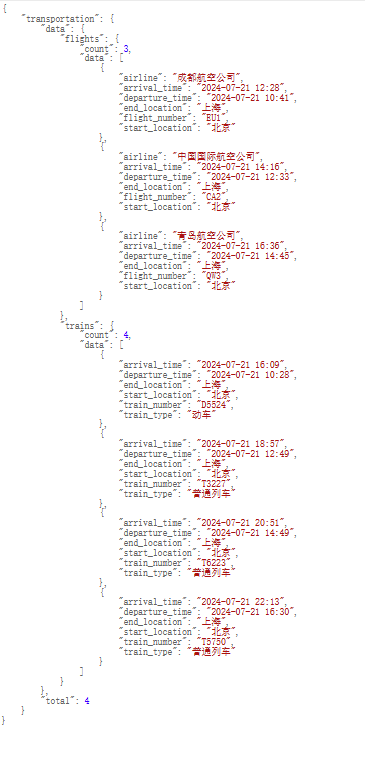 {
"transportation": {
"data": {
"flights": {
"count": 3,
"data": [
{
"airline": "成都航空公司",
"arrival_time": "2024-07-21 12:28",
"departure_time": "2024-07-21 10:41",
"end_location": "上海",
"flight_number": "EU1",
"start_location": "北京"
},
{
"airline": "中国国际航空公司",
"arrival_time": "2024-07-21 14:16",
"departure_time": "2024-07-21 12:33",
"end_location": "上海",
"flight_number": "CA2",
"start_location": "北京"
},
{
"airline": "青岛航空公司",
"arrival_time": "2024-07-21 16:36",
"departure_time": "2024-07-21 14:45",
"end_location": "上海",
"flight_number": "QW3",
"start_location": "北京"
}
]
},
"trains": {
"count": 4,
"data": [
{
"arrival_time": "2024-07-21 16:09",
"departure_time": "2024-07-21 10:28",
"end_location": "上海",
"start_location": "北京",
"train_number": "D5524",
"train_type": "动车"
},
{
"arrival_time": "2024-07-21 18:57",
"departure_time": "2024-07-21 12:49",
"end_location": "上海",
"start_location": "北京",
"train_number": "T3227",
"train_type": "普通列车"
},
{
"arrival_time": "2024-07-21 20:51",
"departure_time": "2024-07-21 14:49",
"end_location": "上海",
"start_location": "北京",
"train_number": "T6223",
"train_type": "普通列车"
},
{
"arrival_time": "2024-07-21 22:13",
"departure_time": "2024-07-21 16:30",
"end_location": "上海",
"start_location": "北京",
"train_number": "T5750",
"train_type": "普通列车"
}
]
}
},
"total": 4
}
}